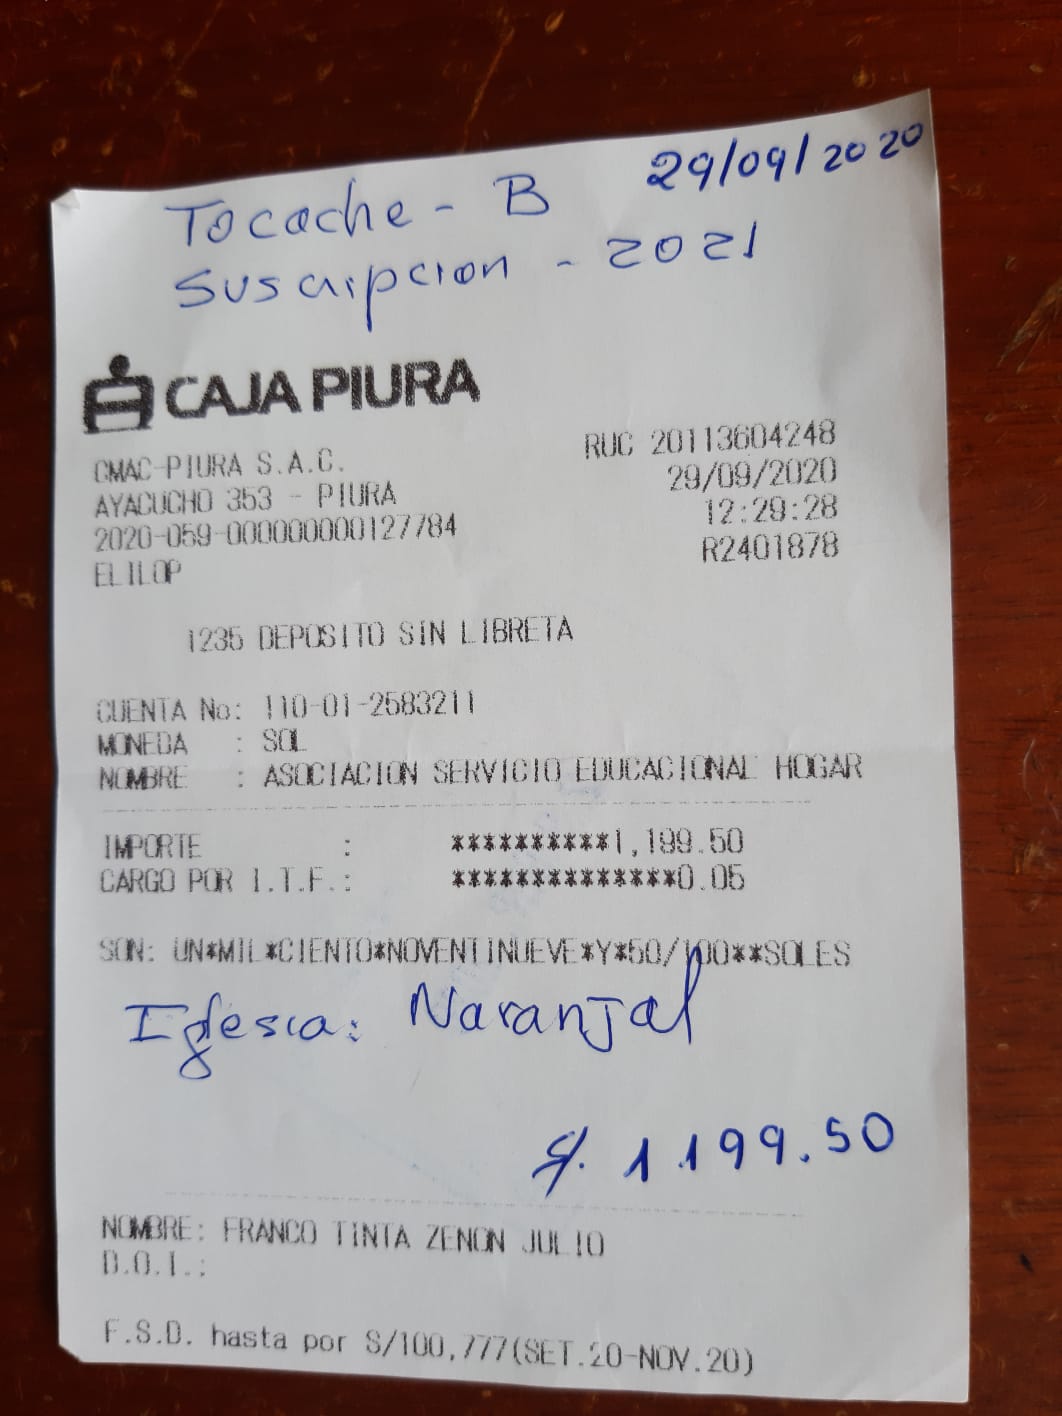 29/09/2020
Tocache - B
Suscripcion - 2021
CAJA PIURA
CMAC-PIURA S.A.C. RUC 20113604248
AYACUCHO 353 - PIURA 29/09/2020
2020-059-000000000127784 12:29:28
ELILOP R2401878
1235 DEPOSITO SIN LIBRETA
CUENTA No: 110-01-2583211
MONEDA : SOL
NOMBRE : ASOCIACION SERVICIO EDUCACIONAL HOGAR
IMPORTE : **********1,199.50
CARGO POR I.T.F.: **************0.05
SON: UN*MIL*CIENTO*NOVENTINUEVE*Y*50/100**SOLES
Iglesia: Naranjal
S/. 1199.50
NOMBRE: FRANCO TINTA ZENON JULIO
D.O.I.:
F.S.D. hasta por S/100,777(SET.20-NOV.20)